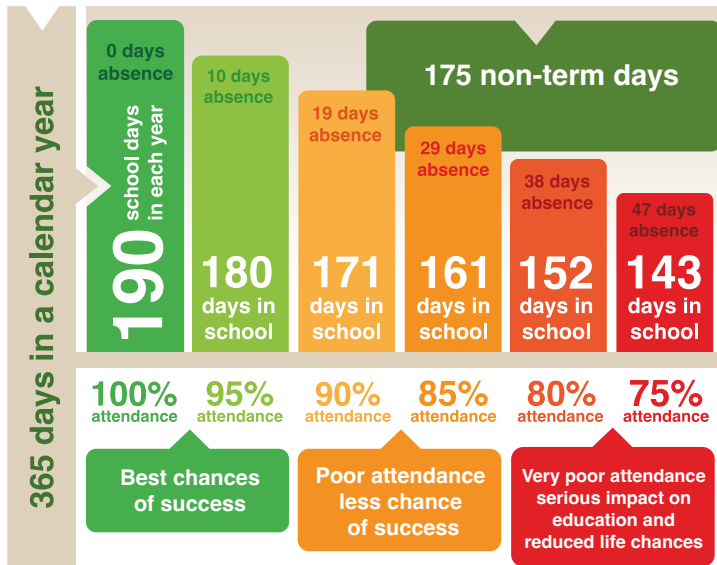 365 days in a calendar year
175 non-term days
0 days
absence
190
school days
in each year
10 days
absence
180
days in
school
19 days
absence
171
days in
school
29 days
absence
161
days in
school
38 days
absence
152
days in
school
47 days
absence
143
days in
school
100%
attendance
95%
attendance
90%
attendance
85%
attendance
80%
attendance
75%
attendance
Best chances
of success
Poor attendance
less chance
of success
Very poor attendance
serious impact on
education and
reduced life chances